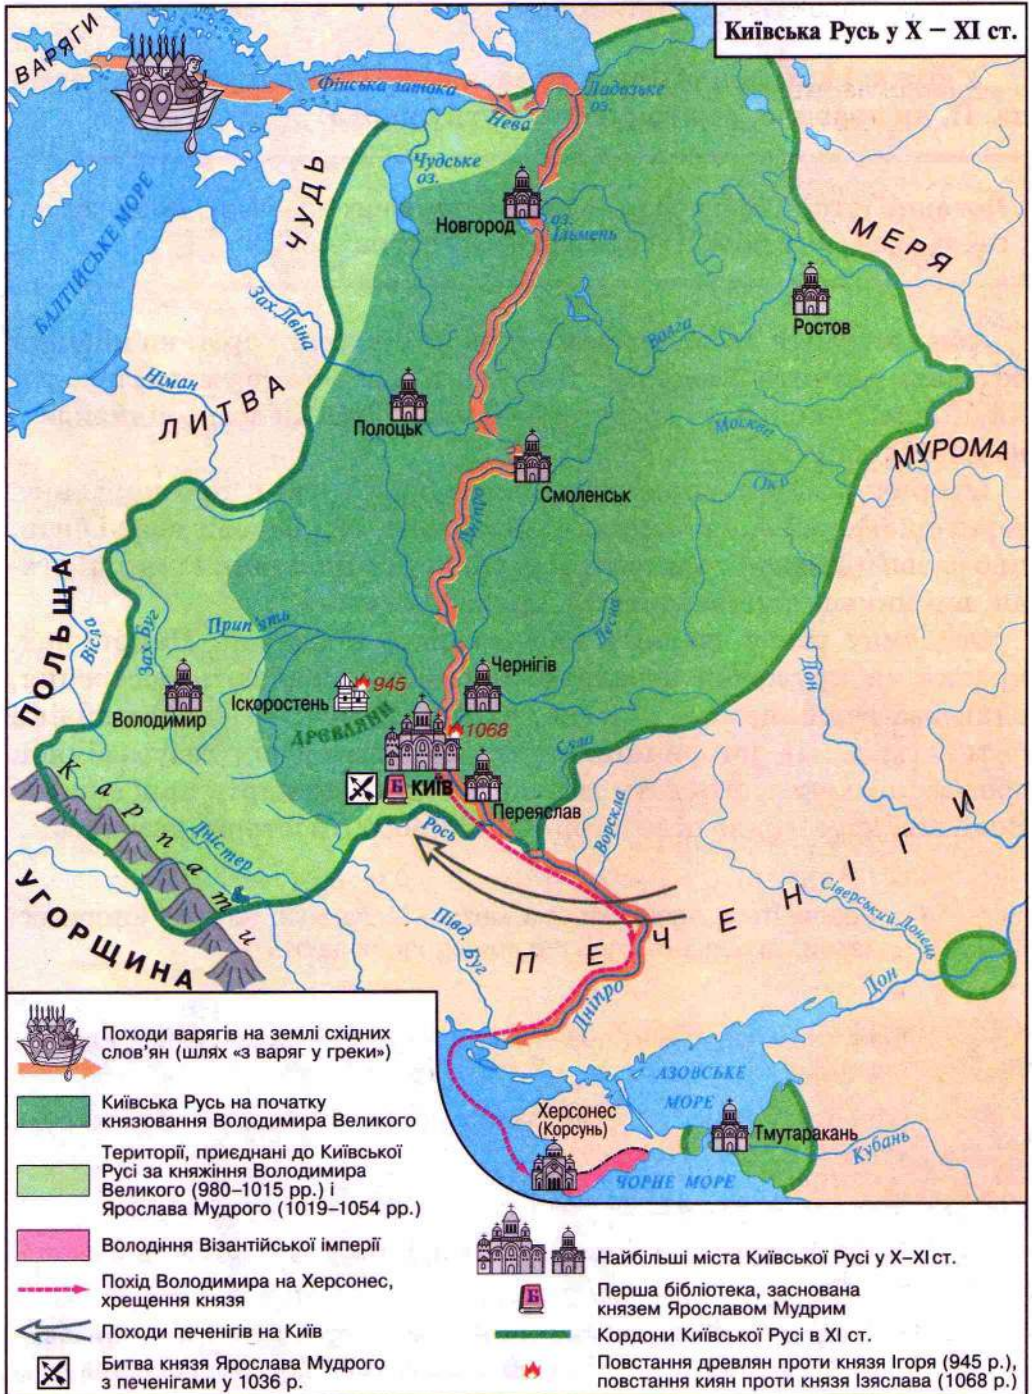 Київська Русь у X – XI ст.
ВАРЯГИ
Фінська затока
Ладозьке
оз.
Нева
Чудське
оз.
ЧУДЬ
БАЛТІЙСЬКЕ МОРЕ
Новгород
оз.
Ільмень
МЕРЯ
Ростов
Волга
Зах. Двіна
Німан
ЛИТВА
Полоцьк
Москва
МУРОМА
Ока
Смоленськ
Дніпро
ПОЛЬЩА
Вісла
Зах. Буг
Прип'ять
Десна
Дон
Чернігів
Володимир
Іскоростень
945
ДРЕВЛЯНИ
1068
Сула
Б
КИЇВ
Переяслав
Карпати
Дністер
Рось
Ворскла
УГОРЩИНА
Півд. Буг
ПЕЧЕНІГИ
Сіверський Донець
Дон
Дніпро
АЗОВСЬКЕ
МОРЕ
Херсонес
(Корсунь)
Тмутаракань
Кубань
ЧОРНЕ МОРЕ
Походи варягів на землі східних
слов'ян (шлях «з варяг у греки»)
Київська Русь на початку
князювання Володимира Великого
Території, приєднані до Київської
Русі за княжіння Володимира
Великого (980–1015 рр.) і
Ярослава Мудрого (1019–1054 рр.)
Володіння Візантійської імперії
Похід Володимира на Херсонес,
хрещення князя
Походи печенігів на Київ
Битва князя Ярослава Мудрого
з печенігами у 1036 р.
Найбільші міста Київської Русі у X–XI ст.
Б
Перша бібліотека, заснована
князем Ярославом Мудрим
Кордони Київської Русі в XI ст.
Повстання древлян проти князя Ігоря (945 р.),
повстання киян проти князя Ізяслава (1068 р.)